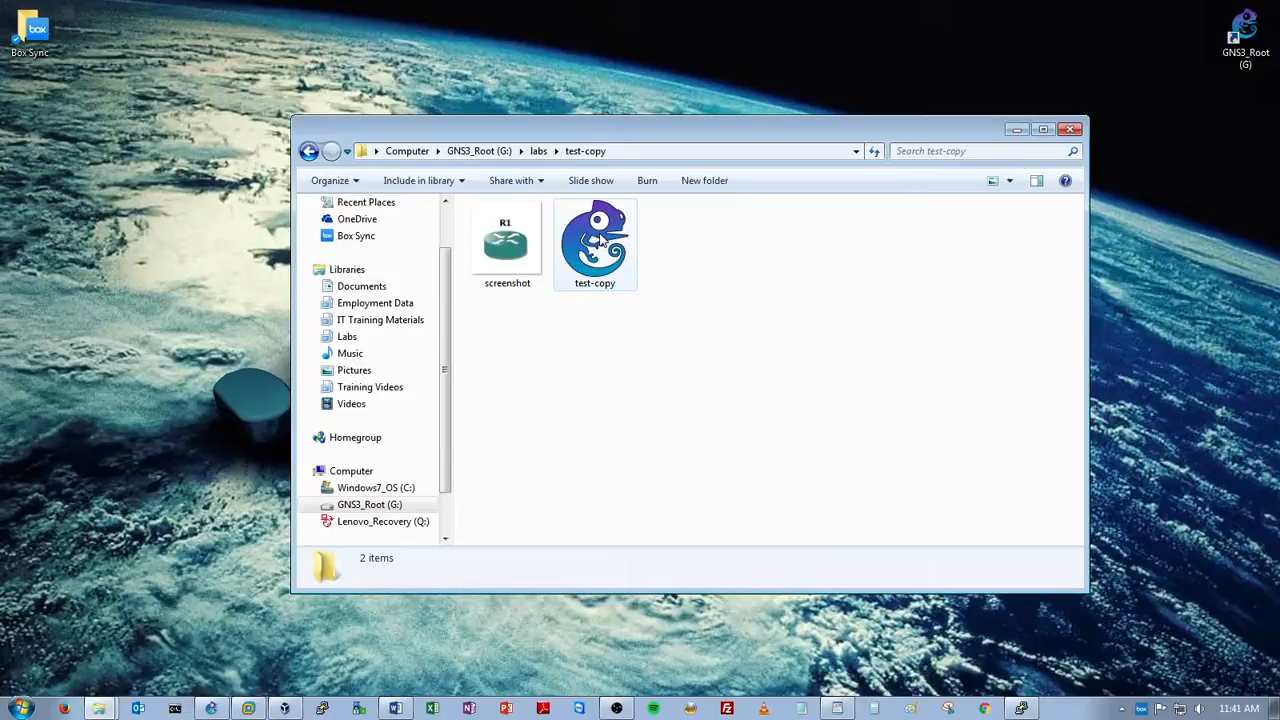 Box Sync
GNS3_Root (G)
Computer
GNS3_Root (G:)
labs
test-copy
Search test-copy
Organize
Include in library
Share with
Slide show
Burn
New folder
Recent Places
OneDrive
Box Sync
Libraries
Documents
Employment Data
IT Training Materials
Labs
Music
Pictures
Training Videos
Videos
Homegroup
Computer
Windows7_OS (C:)
GNS3_Root (G:)
Lenovo_Recovery (Q:)
R1
screenshot
test-copy
2 items
11:41 AM